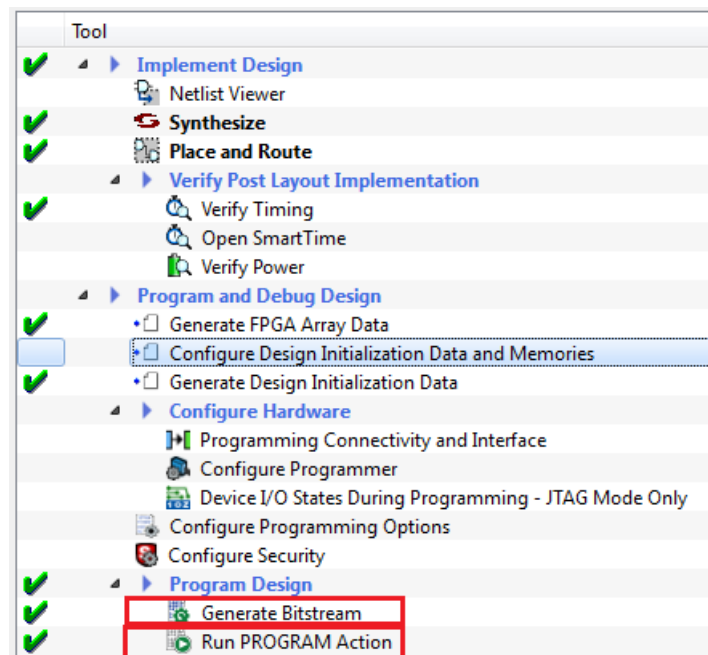 Tool
Implement Design
Netlist Viewer
Synthesize
Place and Route
Verify Post Layout Implementation
Verify Timing
Open SmartTime
Verify Power
Program and Debug Design
Generate FPGA Array Data
Configure Design Initialization Data and Memories
Generate Design Initialization Data
Configure Hardware
Programming Connectivity and Interface
Configure Programmer
Device I/O States During Programming - JTAG Mode Only
Configure Programming Options
Configure Security
Program Design
Generate Bitstream
Run PROGRAM Action